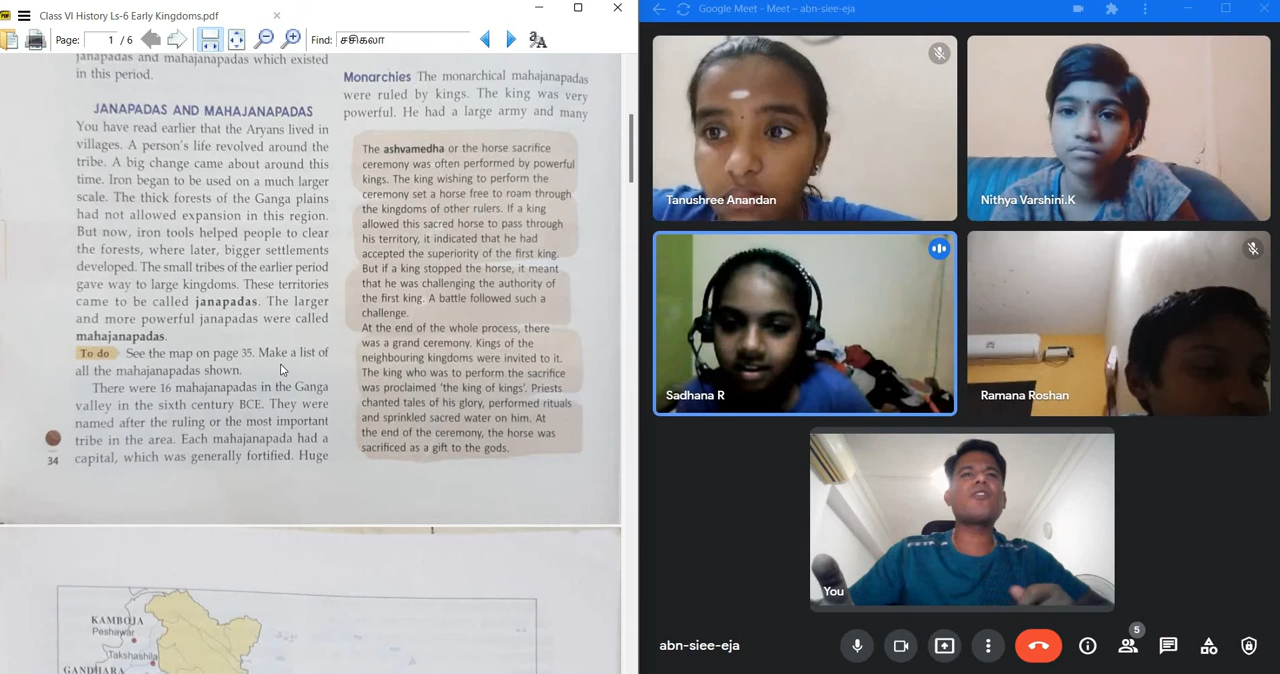 Class VI History Ls-6 Early Kingdoms.pdf
Page: 1 / 6 Find:
janapadas and mahajanapadas which existed
in this period.
JANAPADAS AND MAHAJANAPADAS
You have read earlier that the Aryans lived in
villages. A person's life revolved around the
tribe. A big change came about around this
time. Iron began to be used on a much larger
scale. The thick forests of the Ganga plains
had not allowed expansion in this region.
But now, iron tools helped people to clear
the forests, where later, bigger settlements
developed. The small tribes of the earlier period
gave way to large kingdoms. These territories
came to be called janapadas. The larger
and more powerful janapadas were called
mahajanapadas.
To do See the map on page 35. Make a list of
all the mahajanapadas shown.
There were 16 mahajanapadas in the Ganga
valley in the sixth century BCE. They were
named after the ruling or the most important
tribe in the area. Each mahajanapada had a
capital, which was generally fortified. Huge
34
Monarchies The monarchical mahajanapadas
were ruled by kings. The king was very
powerful. He had a large army and many
The ashvamedha or the horse sacrifice
ceremony was often performed by powerful
kings. The king wishing to perform the
ceremony set a horse free to roam through
the kingdoms of other rulers. If a king
allowed this sacred horse to pass through
his territory, it indicated that he had
accepted the superiority of the first king.
But if a king stopped the horse, it meant
that he was challenging the authority of
the first king. A battle followed such a
challenge.
At the end of the whole process, there
was a grand ceremony. Kings of the
neighbouring kingdoms were invited to it.
The king who was to perform the sacrifice
was proclaimed 'the king of kings'. Priests
chanted tales of his glory, performed rituals
and sprinkled sacred water on him. At
the end of the ceremony, the horse was
sacrificed as a gift to the gods.
KAMBOJA
Peshawar
Takshashila
GANDHARA
Google Meet - Meet – abn-siee-eja
Tanushree Anandan
Nithya Varshini.K
Sadhana R
Ramana Roshan
You
abn-siee-eja
5